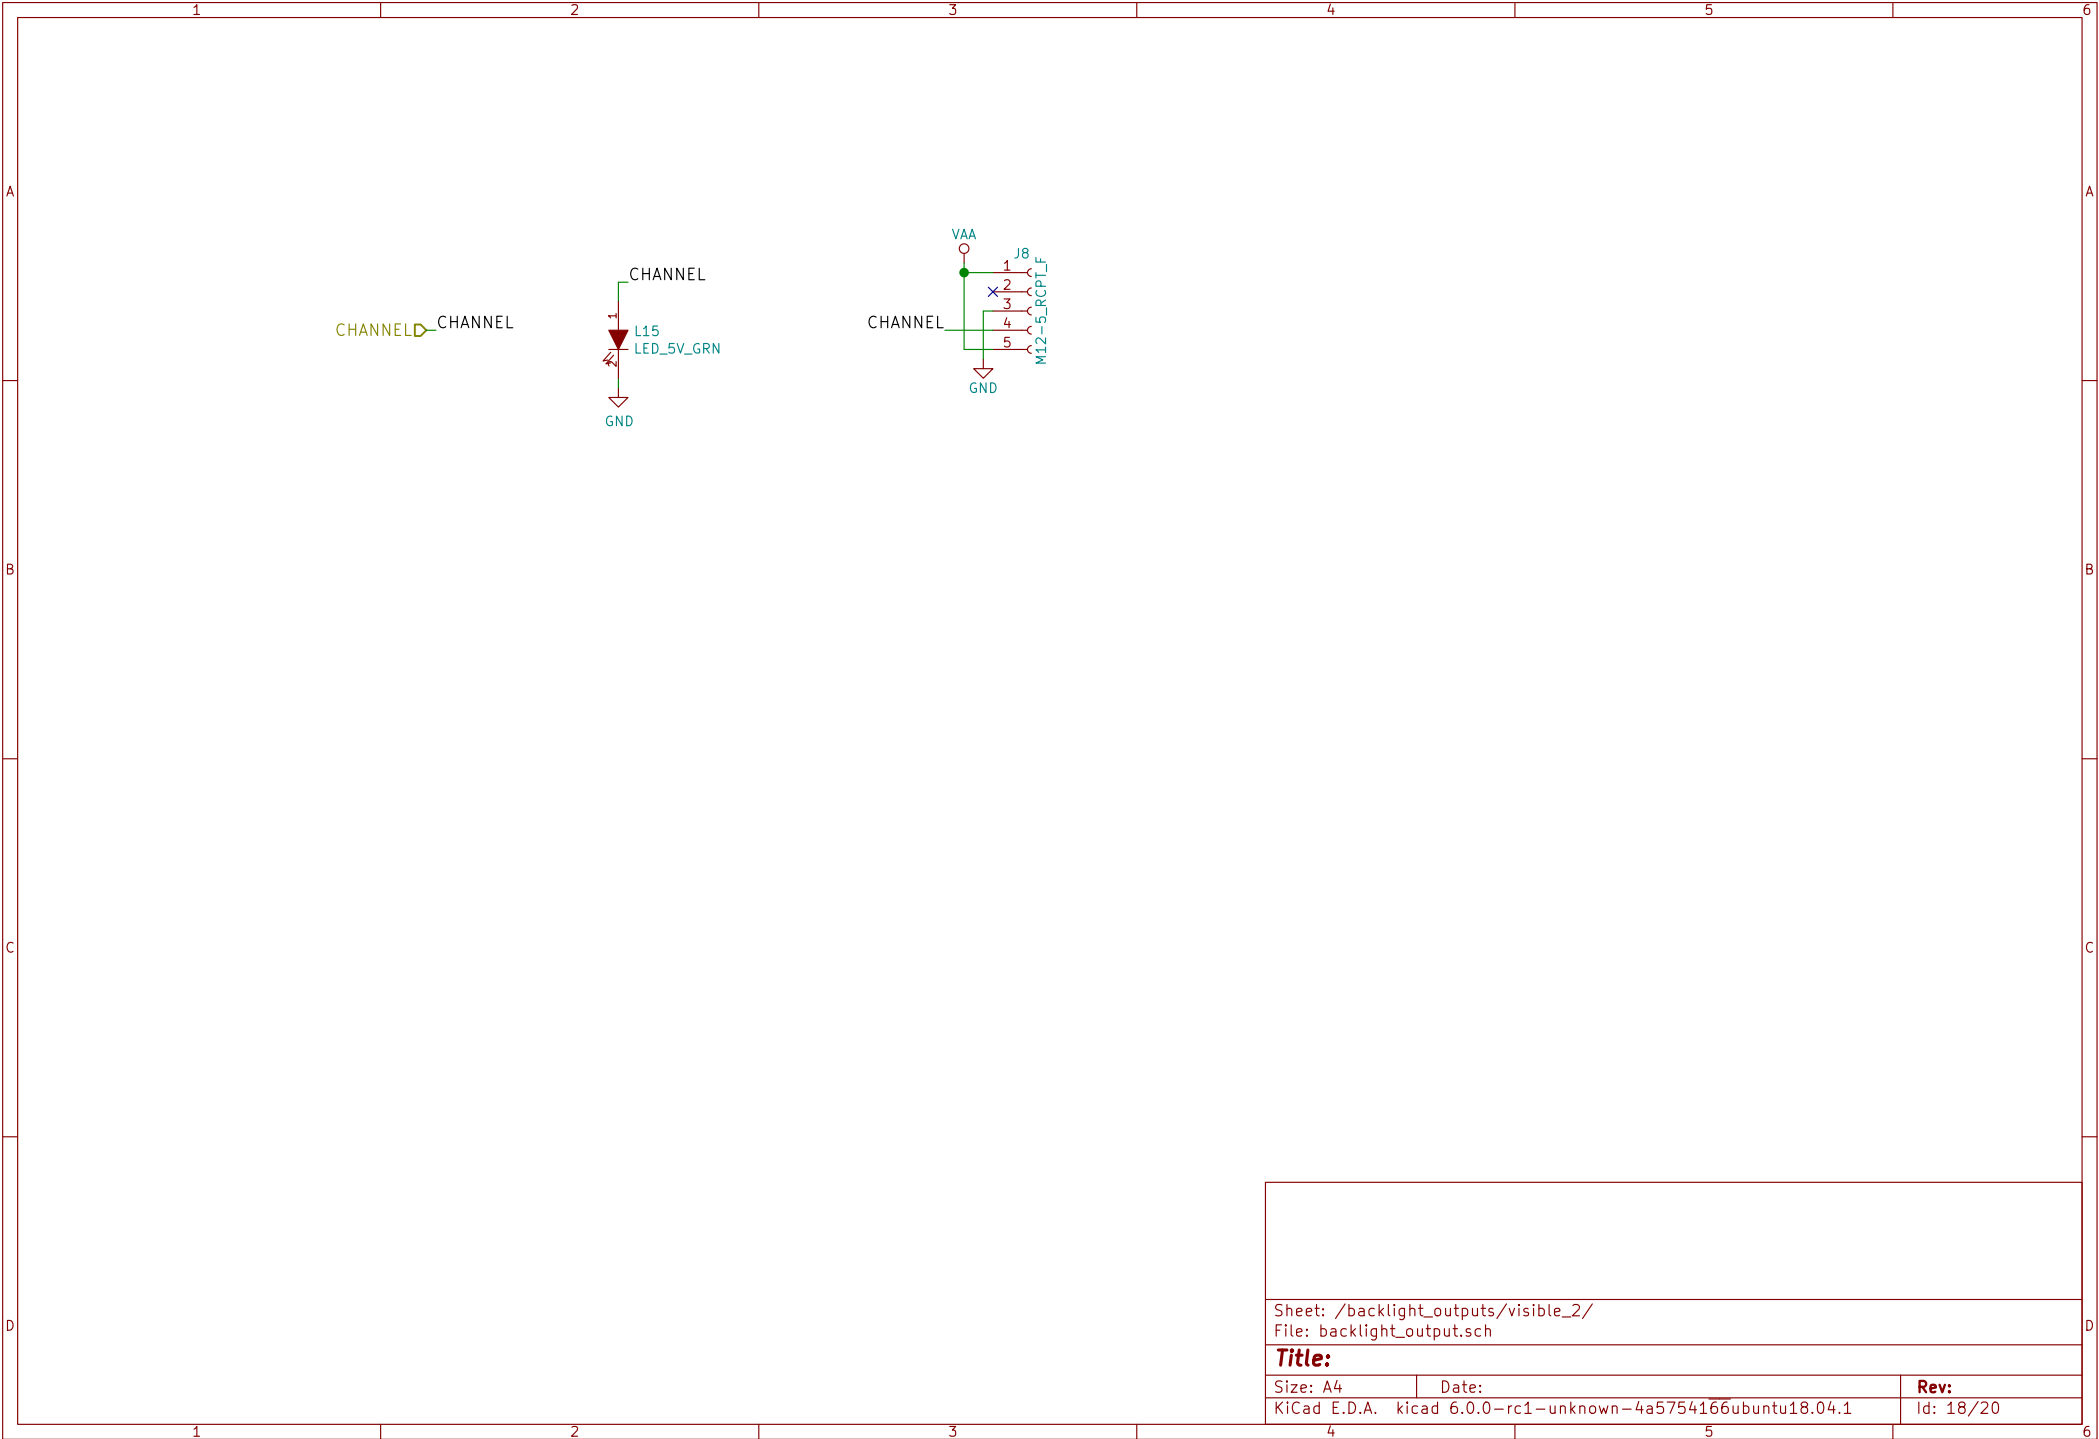 1 2 3 4 5 6
A A
VAA
J8
CHANNEL
1
2
3
4
5
M12-5_RCPT_F
CHANNEL
CHANNEL
CHANNEL
1
L15
LED_5V_GRN
2
GND
GND
B B
C C
D D
Sheet: /backlight_outputs/visible_2/
File: backlight_output.sch
Title:
Size: A4 Date: Rev:
KiCad E.D.A. kicad 6.0.0-rc1-unknown-4a5754166ubuntu18.04.1 Id: 18/20
1 2 3 4 5 6